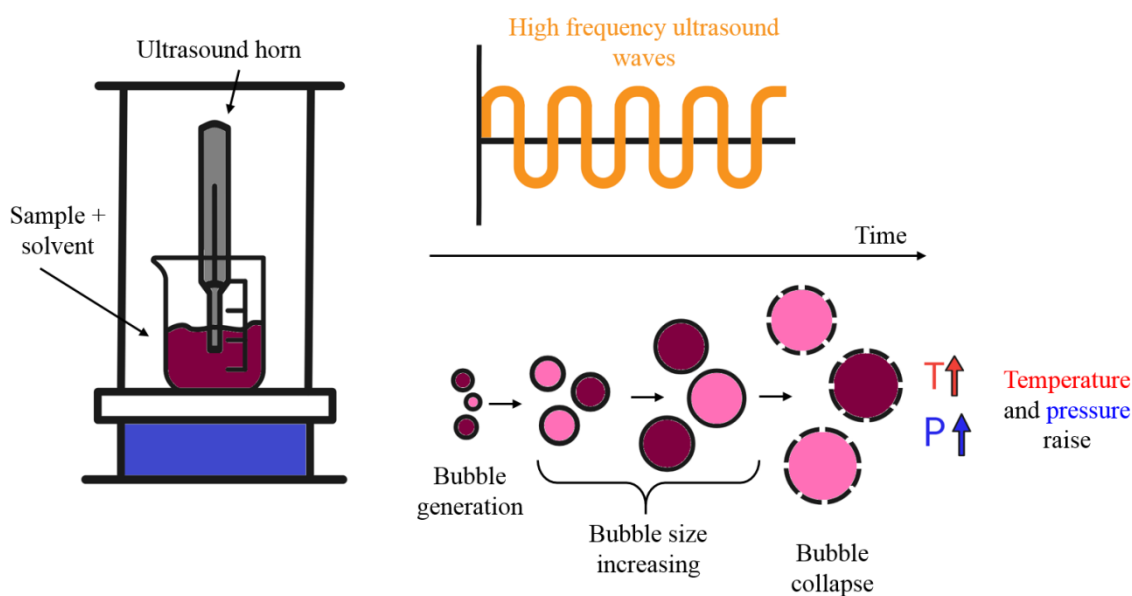 Ultrasound horn
Sample +
solvent
High frequency ultrasound
waves
Time
Bubble
generation
Bubble size
increasing
Bubble
collapse
T
P
Temperature
and pressure
raise